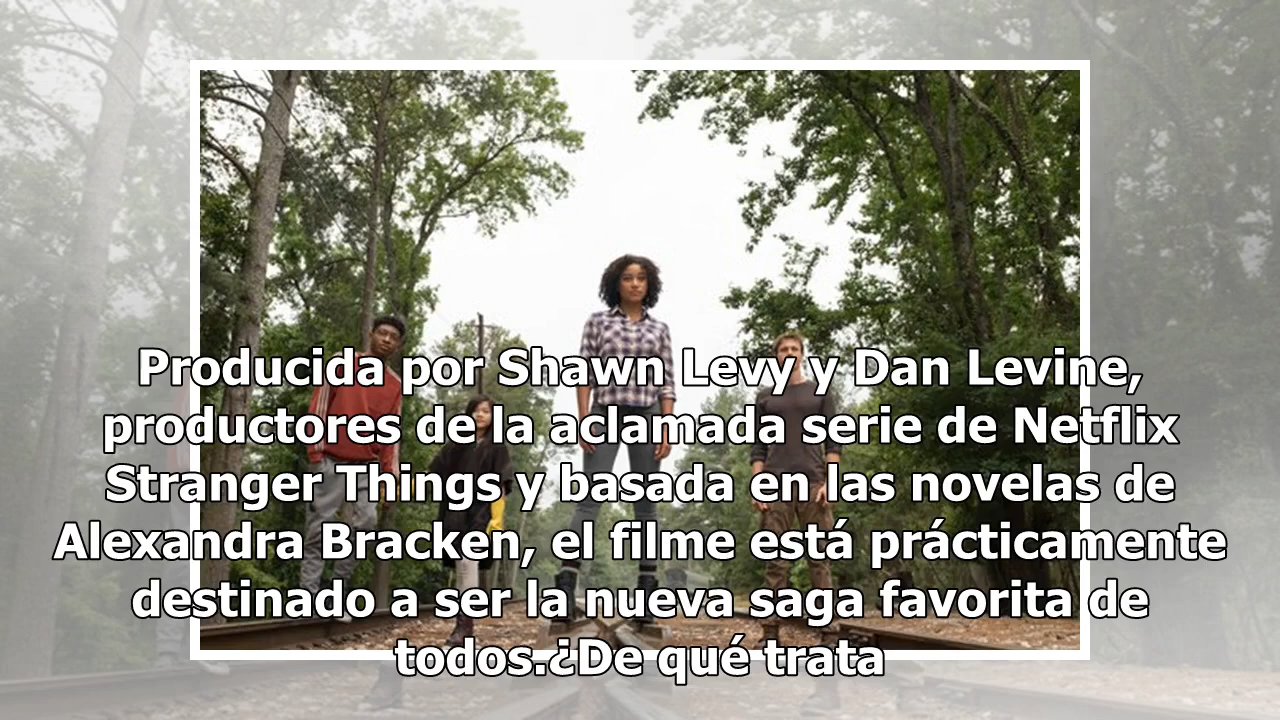 Producida por Shawn Levy y Dan Levine,
productores de la aclamada serie de Netflix
Stranger Things y basada en las novelas de
Alexandra Bracken, el filme está prácticamente
destinado a ser la nueva saga favorita de
todos.¿De qué trata